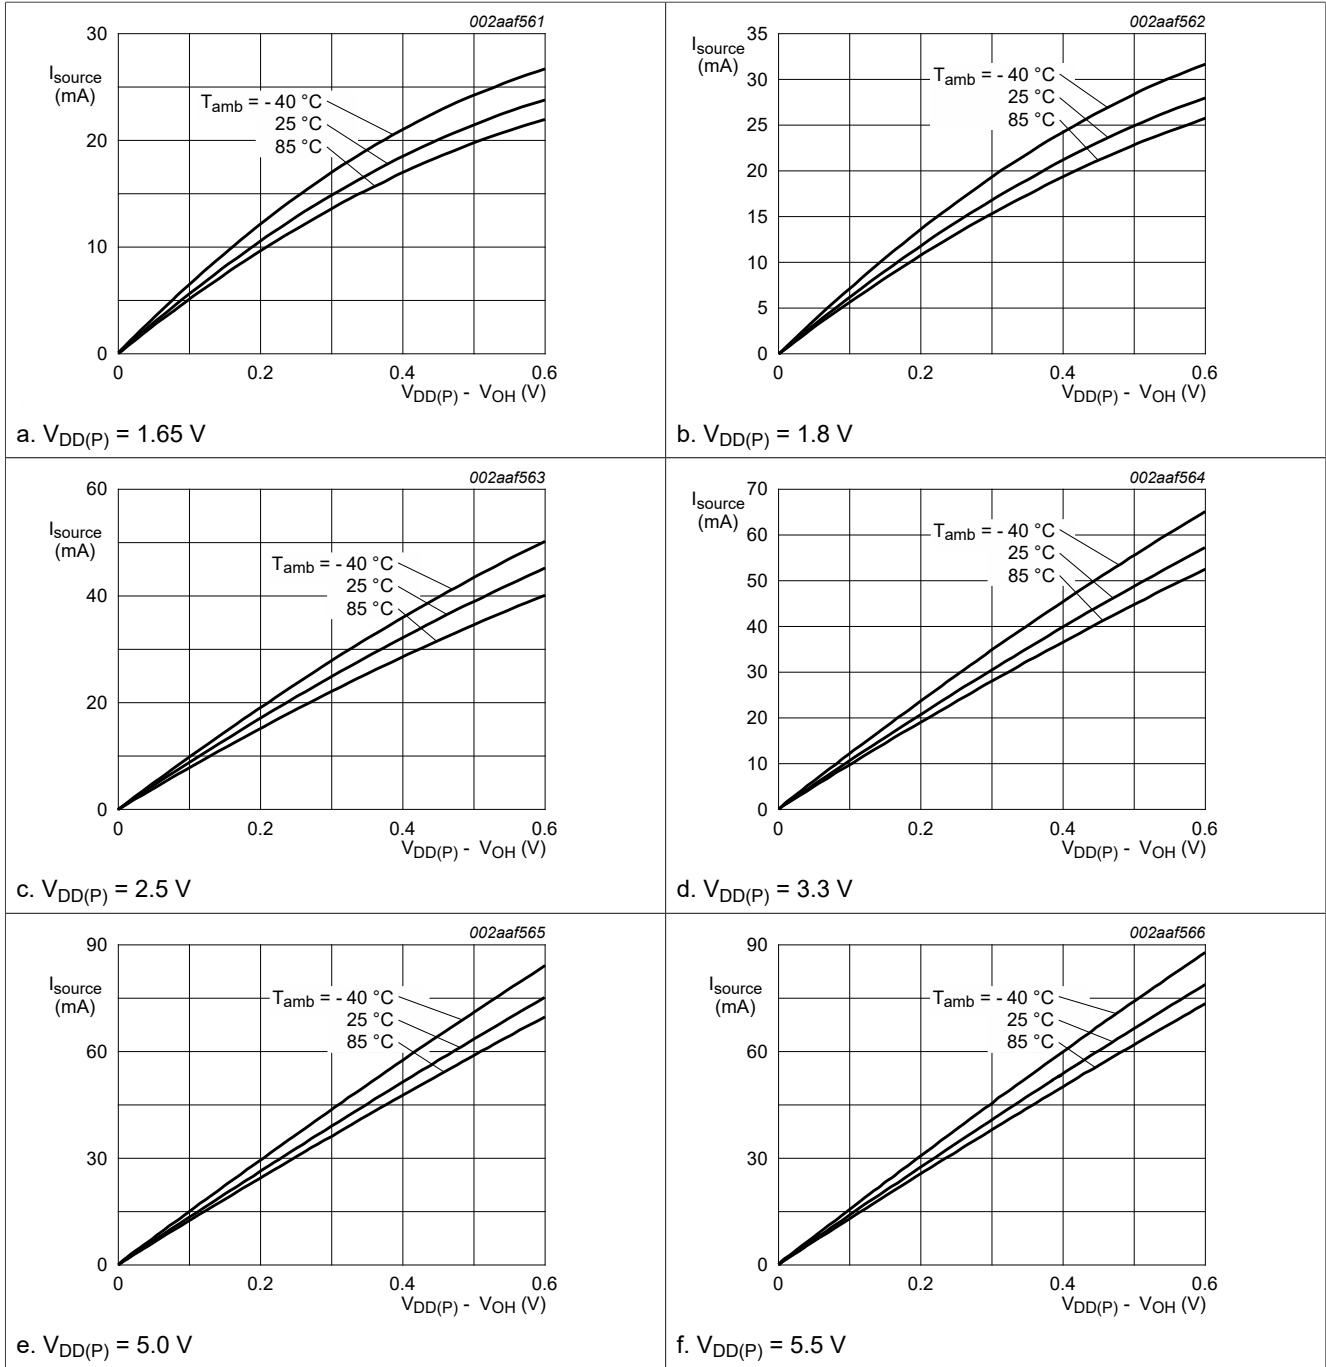 002aaf561
30
I_source
(mA)
T_amb = - 40 °C
25 °C
85 °C
20
10
0
0 0.2 0.4 0.6
V_DD(P) - V_OH (V)
a. V_DD(P) = 1.65 V
002aaf562
35
I_source
(mA)
30
T_amb = - 40 °C
25 °C
85 °C
25
20
15
10
5
0
0 0.2 0.4 0.6
V_DD(P) - V_OH (V)
b. V_DD(P) = 1.8 V
002aaf563
60
I_source
(mA)
T_amb = - 40 °C
25 °C
85 °C
40
20
0
0 0.2 0.4 0.6
V_DD(P) - V_OH (V)
c. V_DD(P) = 2.5 V
002aaf564
70
I_source
(mA)
60
T_amb = - 40 °C
25 °C
85 °C
50
40
30
20
10
0
0 0.2 0.4 0.6
V_DD(P) - V_OH (V)
d. V_DD(P) = 3.3 V
002aaf565
90
I_source
(mA)
T_amb = - 40 °C
25 °C
85 °C
60
30
0
0 0.2 0.4 0.6
V_DD(P) - V_OH (V)
e. V_DD(P) = 5.0 V
002aaf566
90
I_source
(mA)
T_amb = - 40 °C
25 °C
85 °C
60
30
0
0 0.2 0.4 0.6
V_DD(P) - V_OH (V)
f. V_DD(P) = 5.5 V